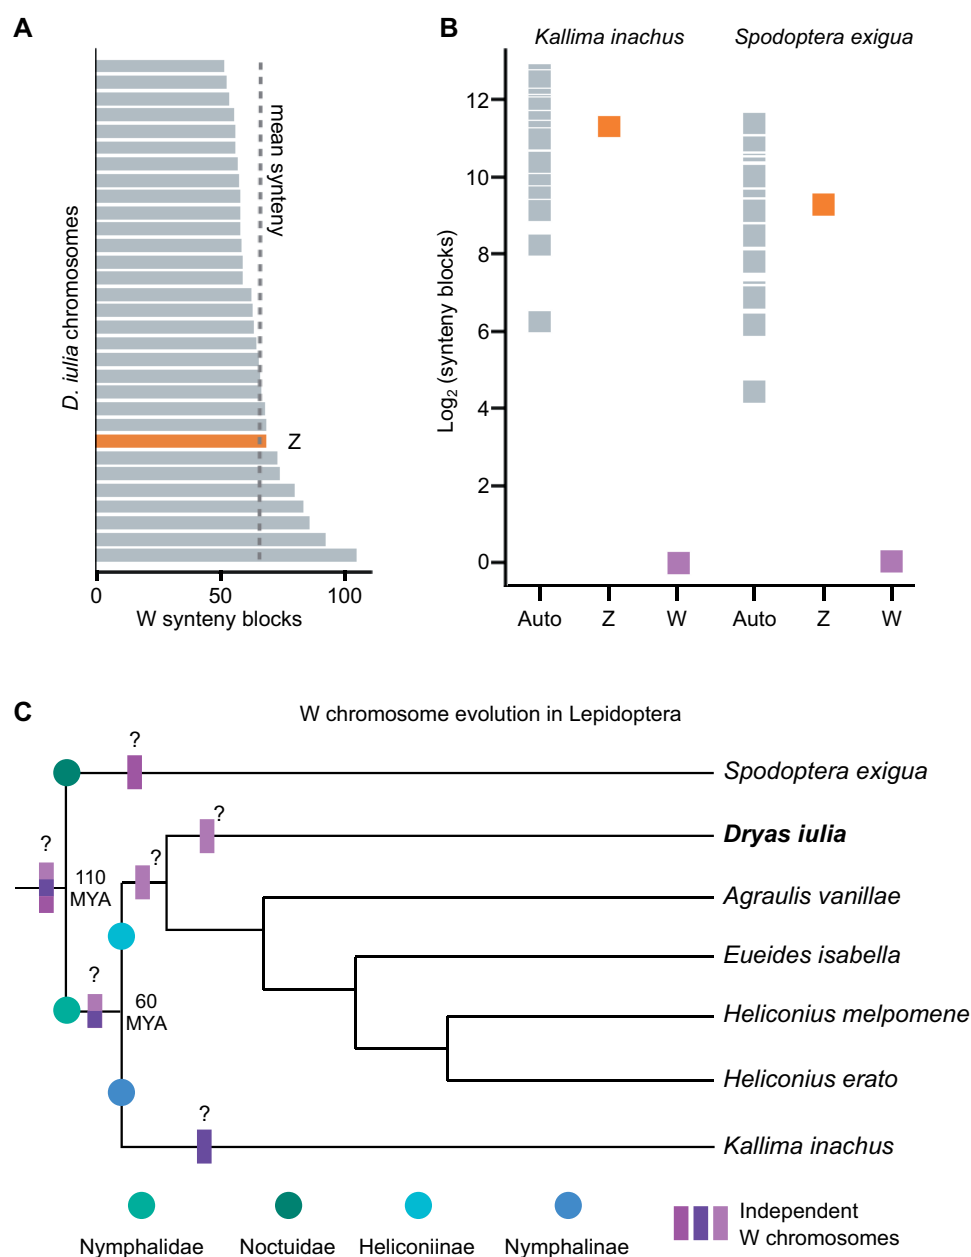 A
mean synteny
D. iulia chromosomes
Z
0
50
100
W synteny blocks
B
Kallima inachus
Spodoptera exigua
Log2 (synteny blocks)
12
10
8
6
4
2
0
Auto
Z
W
Auto
Z
W
C
W chromosome evolution in Lepidoptera
?
Spodoptera exigua
?
Dryas iulia
?
?
110
MYA
Agraulis vanillae
Eueides isabella
?
60
MYA
Heliconius melpomene
Heliconius erato
?
Kallima inachus
Nymphalidae
Noctuidae
Heliconiinae
Nymphalinae
Independent
W chromosomes